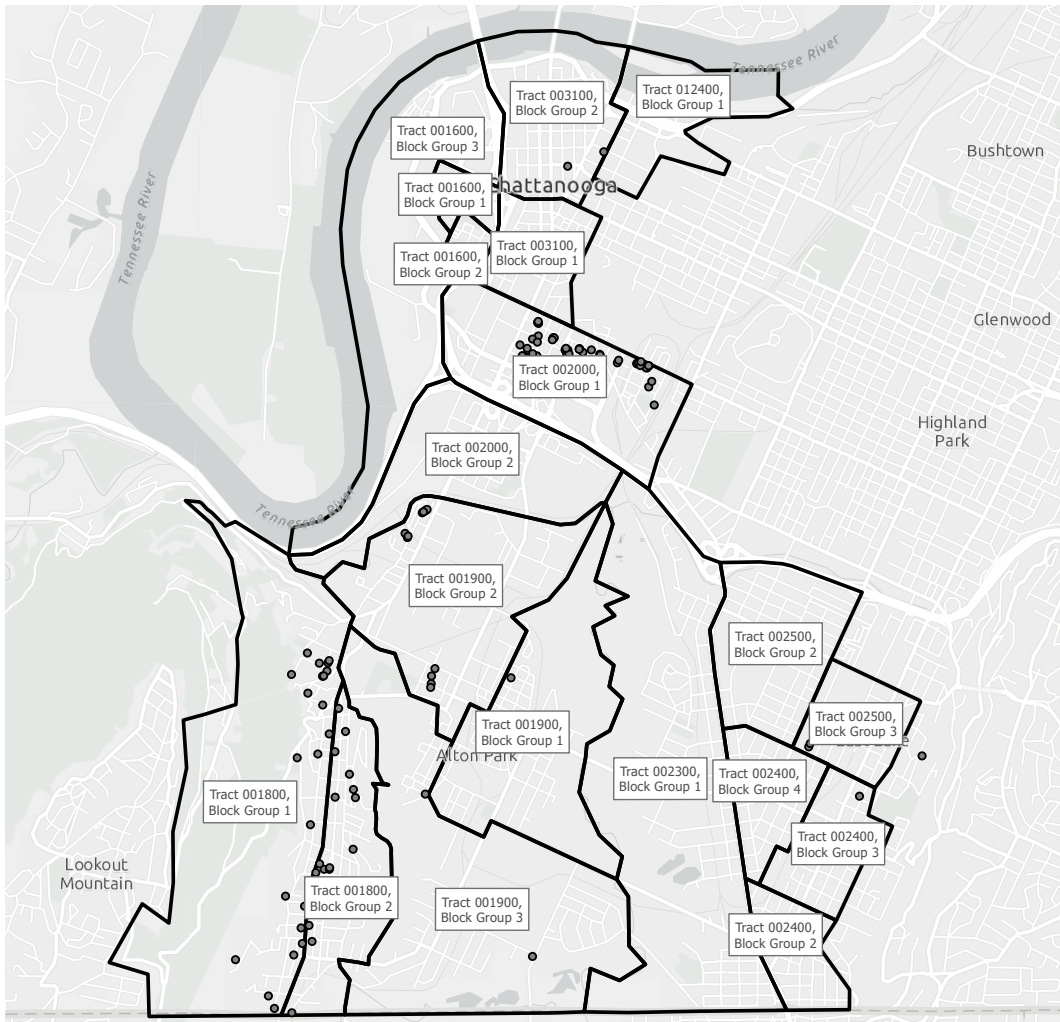 Tennessee River
Tract 003100,
Block Group 2
Tract 012400,
Block Group 1
Tract 001600,
Block Group 3
Bushtown
Tract 001600,
Block Group 1
Chattanooga
Tennessee River
Tract 001600,
Block Group 2
Tract 003100,
Block Group 1
Glenwood
Tract 002000,
Block Group 1
Highland
Park
Tract 002000,
Block Group 2
Tennessee River
Tract 001900,
Block Group 2
Tract 002500,
Block Group 2
Tract 002500,
Block Group 3
Tract 001900,
Block Group 1
Alton Park
Tract 002300,
Block Group 1
Tract 002400,
Block Group 4
Tract 001800,
Block Group 1
Tract 002400,
Block Group 3
Lookout
Mountain
Tract 001800,
Block Group 2
Tract 001900,
Block Group 3
Tract 002400,
Block Group 2